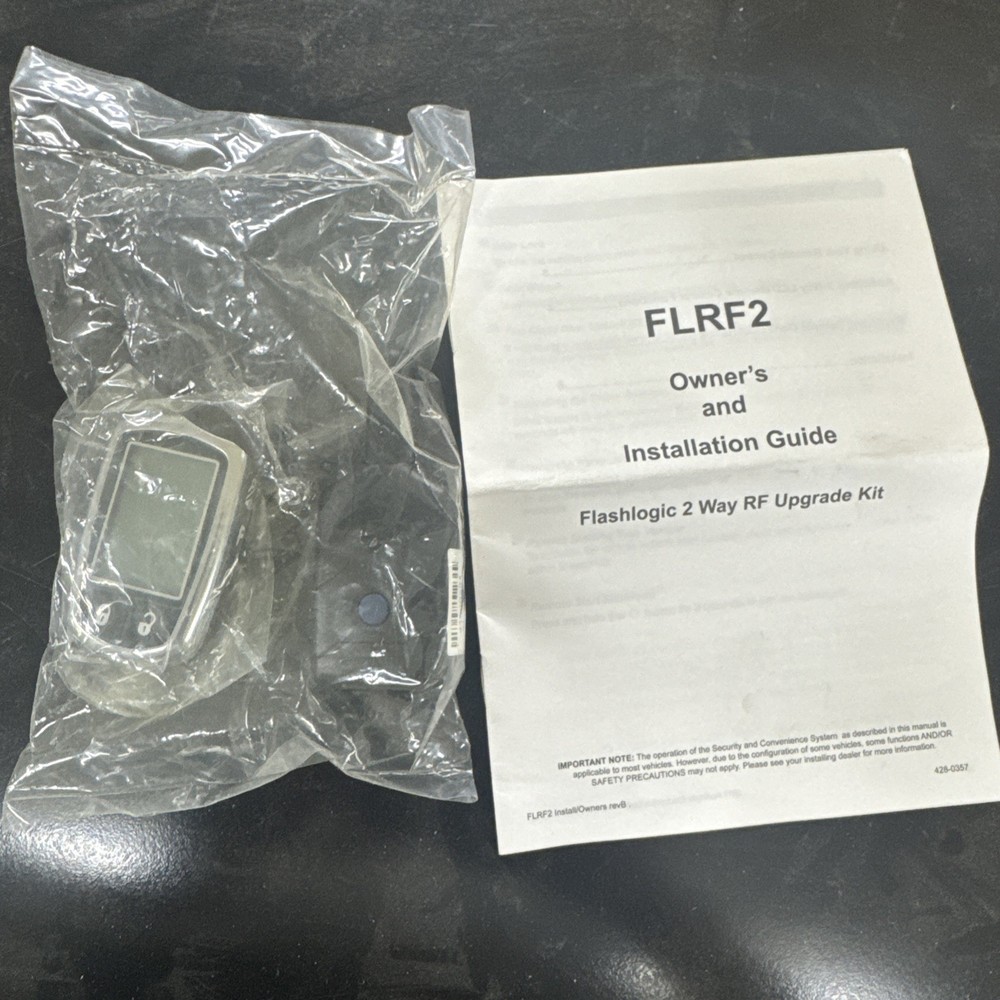 FLRF2
Owner's
and
Installation Guide
Flashlogic 2 Way RF Upgrade Kit
IMPORTANT NOTE: The operation of the Security and Convenience System as described in this manual is
applicable to most vehicles. However, due to the configuration of some vehicles, some functions AND/OR
SAFETY PRECAUTIONS may not apply. Please see your installing dealer for more information.
428-0357
FLRF2 Install/Owners revB